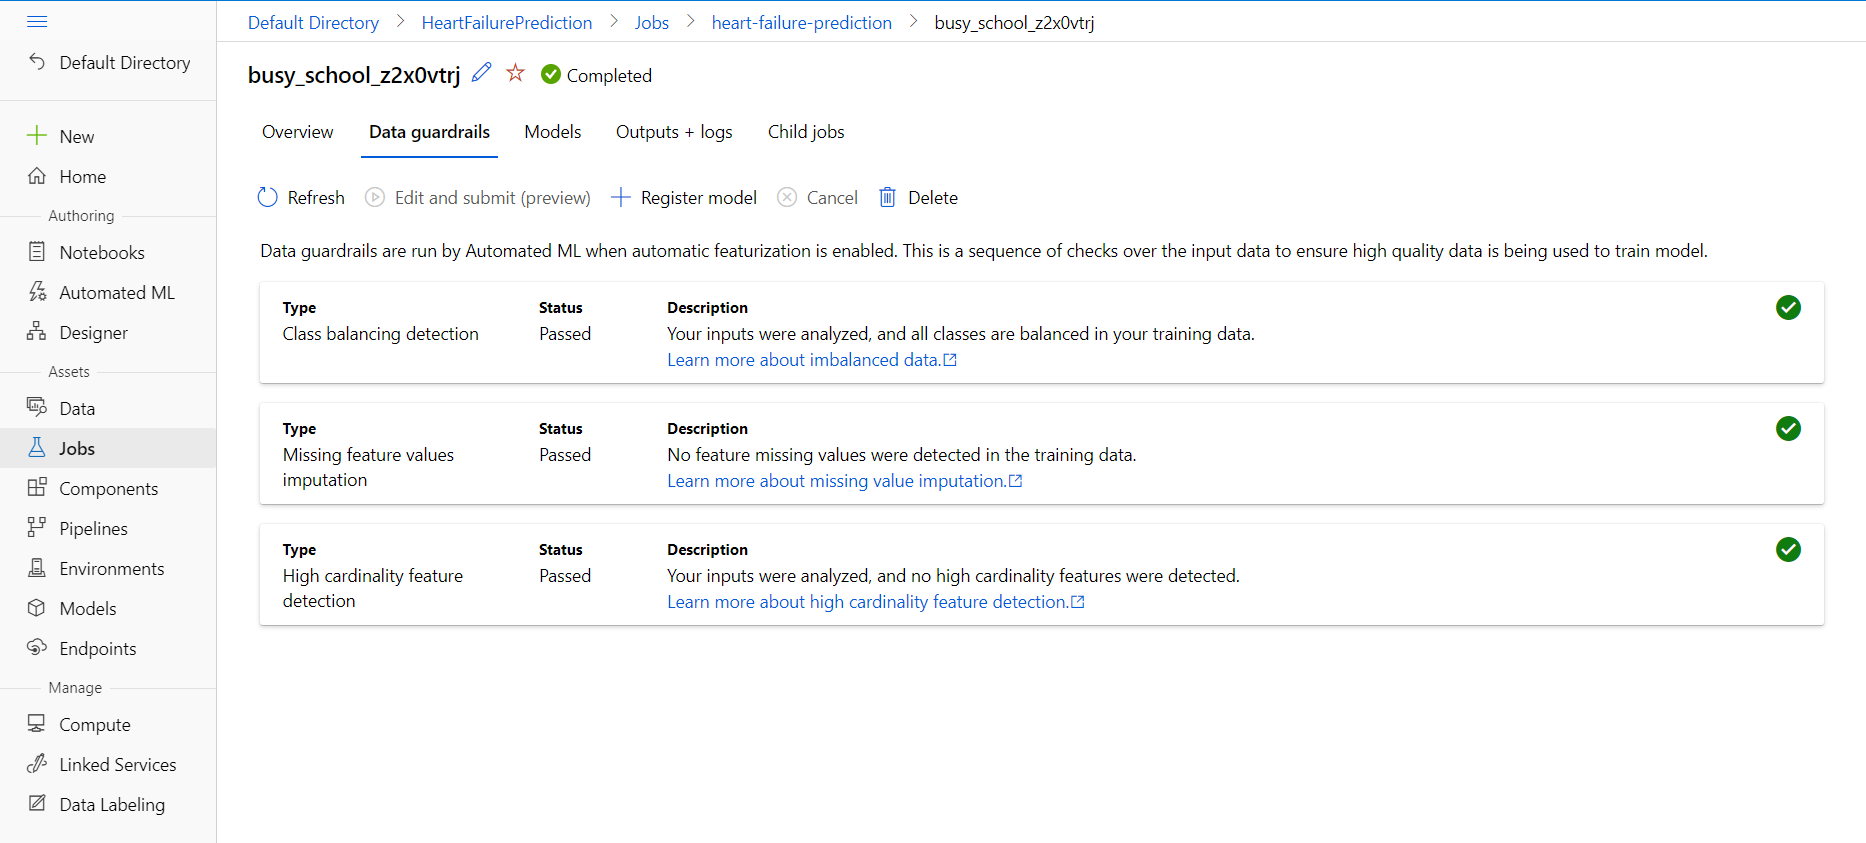 Default Directory > HeartFailurePrediction > Jobs > heart-failure-prediction > busy_school_z2x0vtrj
Default Directory
busy_school_z2x0vtrj Completed
Overview Data guardrails Models Outputs + logs Child jobs
New
Home
Authoring
Notebooks
Automated ML
Designer
Assets
Data
Jobs
Components
Pipelines
Environments
Models
Endpoints
Manage
Compute
Linked Services
Data Labeling
Refresh Edit and submit (preview) Register model Cancel Delete
Data guardrails are run by Automated ML when automatic featurization is enabled. This is a sequence of checks over the input data to ensure high quality data is being used to train model.
Type Status Description
Class balancing detection Passed Your inputs were analyzed, and all classes are balanced in your training data.
Learn more about imbalanced data.
Type Status Description
Missing feature values Passed No feature missing values were detected in the training data.
imputation Learn more about missing value imputation.
Type Status Description
High cardinality feature Passed Your inputs were analyzed, and no high cardinality features were detected.
detection Learn more about high cardinality feature detection.